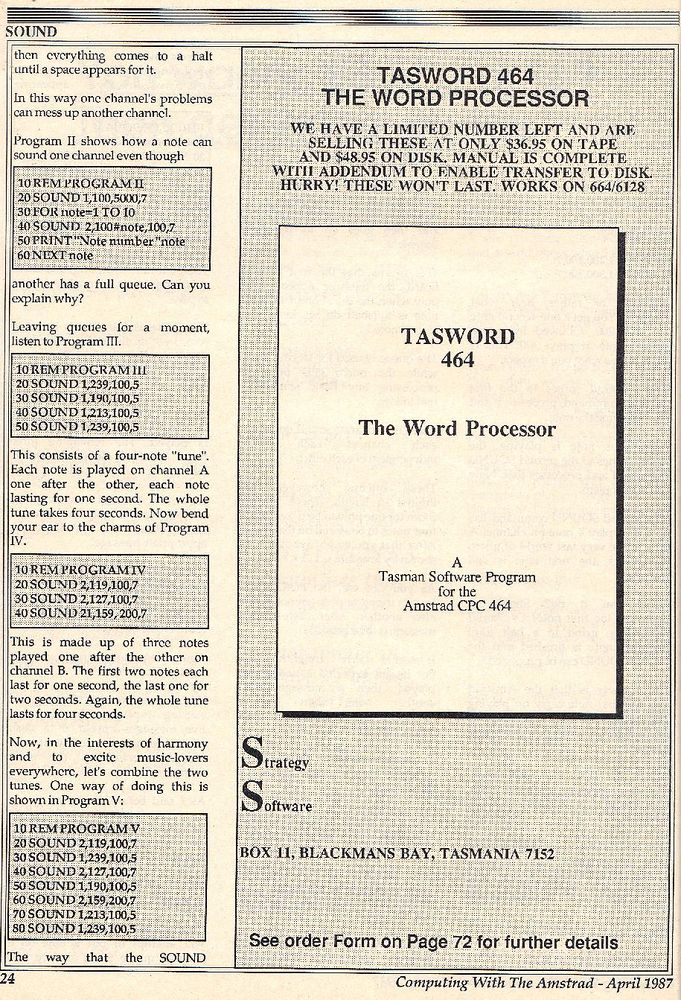 SOUND
then everything comes to a halt
until a space appears for it.
In this way one channel's problems
can mess up another channel.
Program II shows how a note can
sound one channel even though
10 REM PROGRAM II
20 SOUND 1,100,5000,7
30 FOR note=1 TO 10
40 SOUND 2,100#note,100,7
50 PRINT"Note number"note
60 NEXT note
another has a full queue. Can you
explain why?
Leaving queues for a moment,
listen to Program III.
10 REM PROGRAM III
20 SOUND 1,239,100,5
30 SOUND 1,190,100,5
40 SOUND 1,213,100,5
50 SOUND 1,239,100,5
This consists of a four-note "tune".
Each note is played on channel A
one after the other, each note
lasting for one second. The whole
tune takes four seconds. Now bend
your ear to the charms of Program
IV.
10 REM PROGRAM IV
20 SOUND 2,119,100,7
30 SOUND 2,127,100,7
40 SOUND 21,159,200,7
This is made up of three notes
played one after the other on
channel B. The first two notes each
last for one second, the last one for
two seconds. Again, the whole tune
lasts for four seconds.
Now, in the interests of harmony
and to excite music-lovers
everywhere, let's combine the two
tunes. One way of doing this is
shown in Program V:
10 REM PROGRAM V
20 SOUND 2,119,100,7
30 SOUND 1,239,100,5
40 SOUND 2,127,100,7
50 SOUND 1,190,100,5
60 SOUND 2,159,200,7
70 SOUND 1,213,100,5
80 SOUND 1,239,100,5
The way that the SOUND
TASWORD 464
THE WORD PROCESSOR
WE HAVE A LIMITED NUMBER LEFT AND ARE
SELLING THESE AT ONLY $36.95 ON TAPE
AND $48.95 ON DISK. MANUAL IS COMPLETE
WITH ADDENDUM TO ENABLE TRANSFER TO DISK.
HURRY! THESE WON'T LAST. WORKS ON 664/6128
TASWORD
464
The Word Processor
A
Tasman Software Program
for the
Amstrad CPC 464
Strategy
Software
BOX 11, BLACKMANS BAY, TASMANIA 7152
See order Form on Page 72 for further details
24
Computing With The Amstrad - April 1987